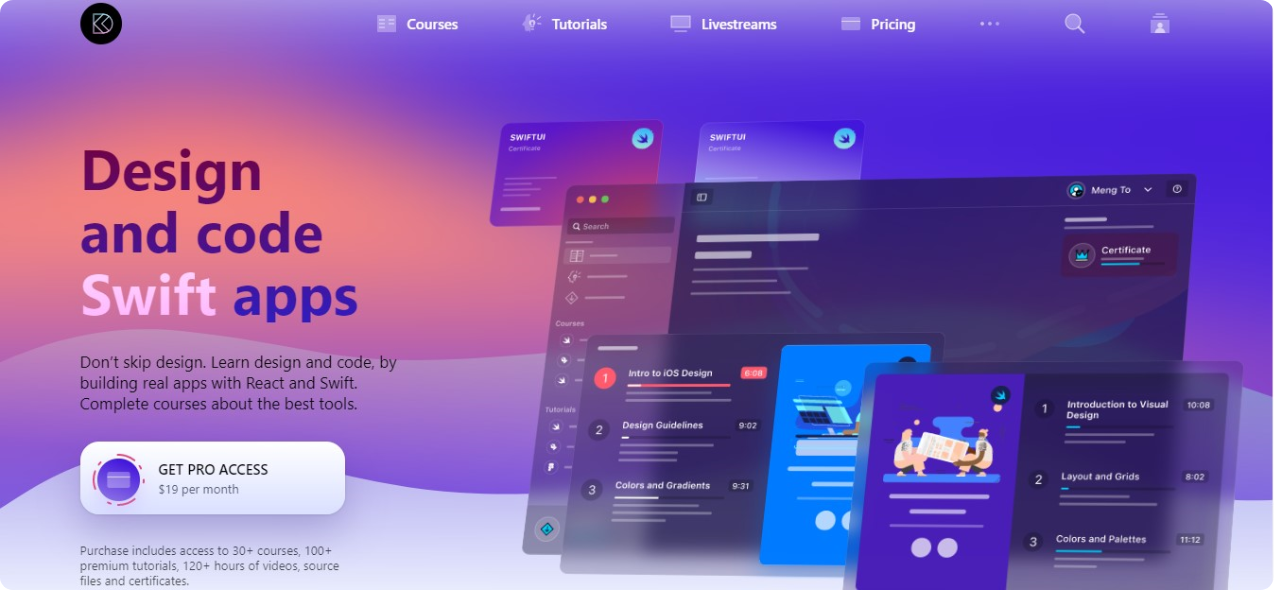 Courses
Tutorials
Livestreams
Pricing
Design
and code
Swift apps
Don't skip design. Learn design and code, by
building real apps with React and Swift.
Complete courses about the best tools.
GET PRO ACCESS
$19 per month
Purchase includes access to 30+ courses, 100+
premium tutorials, 120+ hours of videos, source
files and certificates.
SWIFTUI
Certificate
SWIFTUI
Certificate
Meng To
Search
Certificate
Courses
Tutorials
1 Intro to iOS Design 6:08
2 Design Guidelines 9:02
3 Colors and Gradients 9:31
1 Introduction to Visual 10:08
Design
2 Layout and Grids 8:02
3 Colors and Palettes 11:12